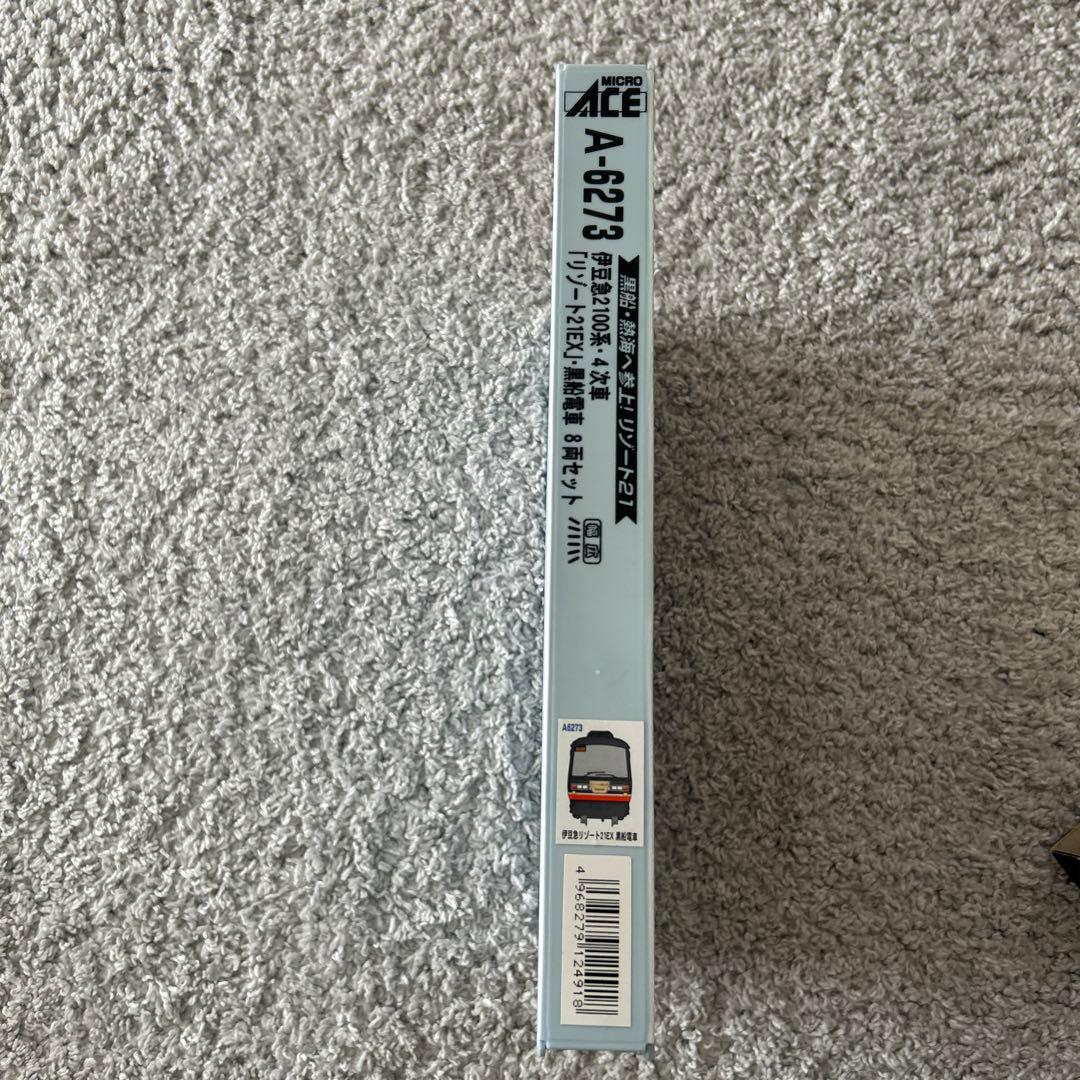 MICRO
ACE
A-6273
黒船・熱海へ参上!リゾート21
伊豆急2100系・4次車
「リゾート21EX」・黒船電車 8両セット
幅広
A6273
伊豆急リゾート21EX 黒船電車
4968279124918